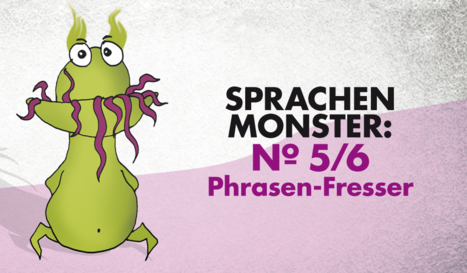 SPRACHEN
MONSTER:
Nº 5/6
Phrasen-Fresser